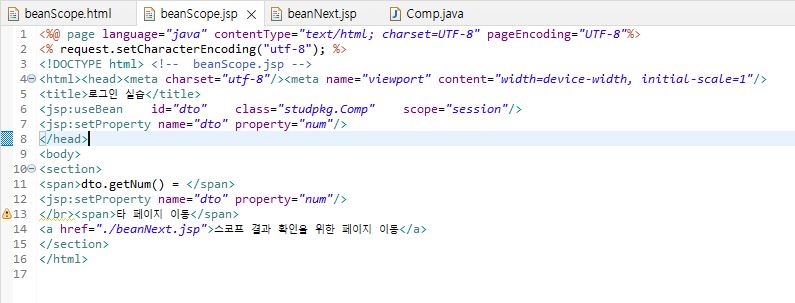 beanScope.html beanScope.jsp beanNext.jsp Comp.java
1 <%@ page language="java" contentType="text/html; charset=UTF-8" pageEncoding="UTF-8"%>
2 <% request.setCharacterEncoding("utf-8"); %>
3 <!DOCTYPE html> <!--  beanScope.jsp -->
4 <html><head><meta charset="utf-8"/><meta name="viewport" content="width=device-width, initial-scale=1"/>
5 <title>로그인 실습</title>
6 <jsp:useBean    id="dto"    class="studpkg.Comp"    scope="session"/>
7 <jsp:setProperty name="dto" property="num"/>
8 </head>
9 <body>
10 <section>
11 <span>dto.getNum() = </span>
12 <jsp:setProperty name="dto" property="num"/>
13 </br><span>타 페이지 이동</span>
14 <a href="./beanNext.jsp">스코프 결과 확인을 위한 페이지 이동</a>
15 </section>
16 </html>
17